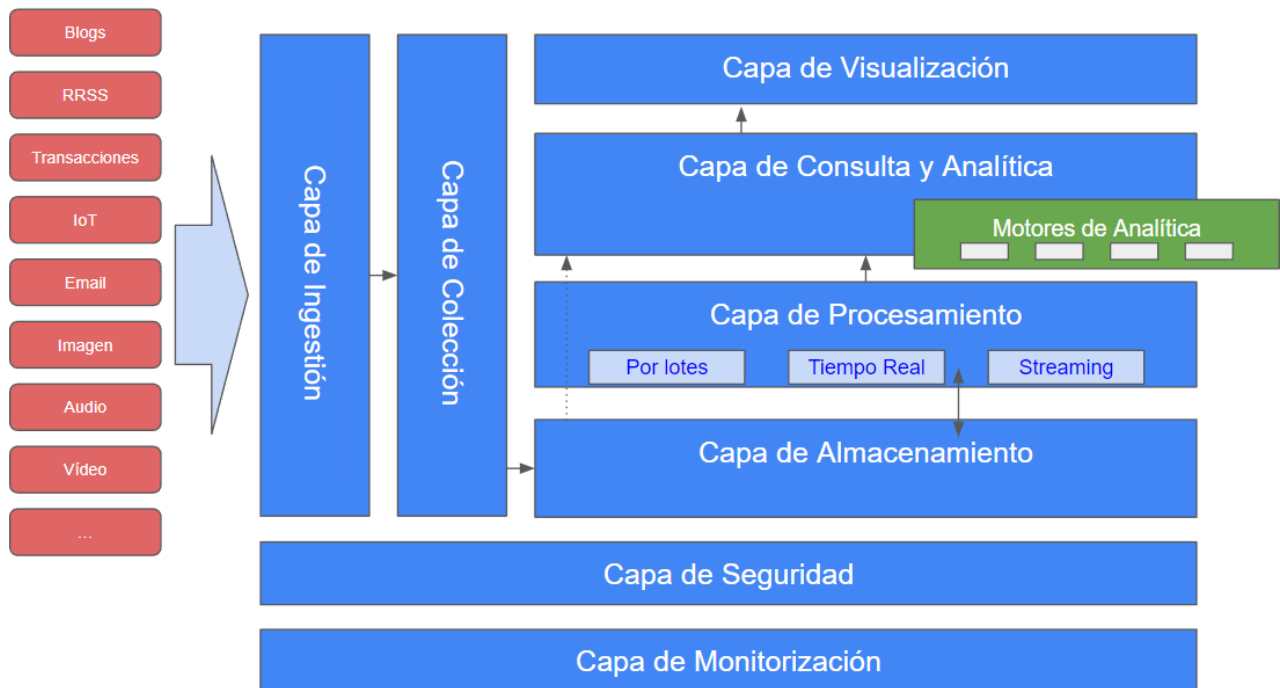 Blogs
RRSS
Transacciones
IoT
Email
Imagen
Audio
Vídeo
...
Capa de Ingestión
Capa de Colección
Capa de Visualización
Capa de Consulta y Analítica
Motores de Analítica
Capa de Procesamiento
Por lotes
Tiempo Real
Streaming
Capa de Almacenamiento
Capa de Seguridad
Capa de Monitorización